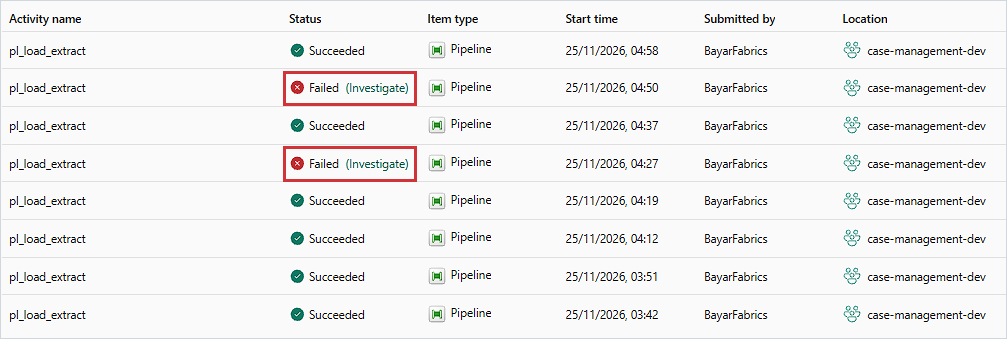 Activity name Status Item type Start time Submitted by Location
pl_load_extract Succeeded Pipeline 25/11/2026, 04:58 BayarFabrics case-management-dev
pl_load_extract Failed (Investigate) Pipeline 25/11/2026, 04:50 BayarFabrics case-management-dev
pl_load_extract Succeeded Pipeline 25/11/2026, 04:37 BayarFabrics case-management-dev
pl_load_extract Failed (Investigate) Pipeline 25/11/2026, 04:27 BayarFabrics case-management-dev
pl_load_extract Succeeded Pipeline 25/11/2026, 04:19 BayarFabrics case-management-dev
pl_load_extract Succeeded Pipeline 25/11/2026, 04:12 BayarFabrics case-management-dev
pl_load_extract Succeeded Pipeline 25/11/2026, 03:51 BayarFabrics case-management-dev
pl_load_extract Succeeded Pipeline 25/11/2026, 03:42 BayarFabrics case-management-dev